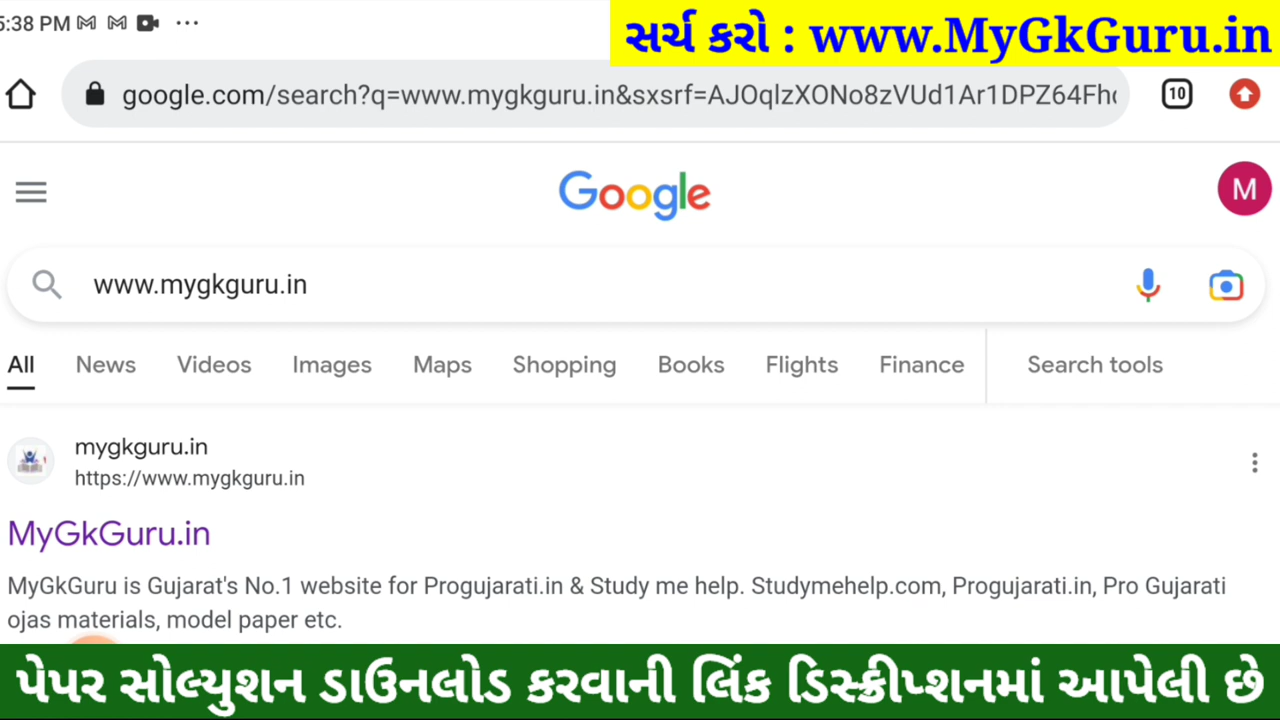 5:38 PM
સર્ચ કરો : www.MyGkGuru.in
google.com/search?q=www.mygkguru.in&sxsrf=AJOqlzXONo8zVUd1Ar1DPZ64Fh
10
Google
M
www.mygkguru.in
All News Videos Images Maps Shopping Books Flights Finance Search tools
mygkguru.in
https://www.mygkguru.in
MyGkGuru.in
MyGkGuru is Gujarat's No.1 website for Progujarati.in & Study me help. Studymehelp.com, Progujarati.in, Pro Gujarati
ojas materials, model paper etc.
પેપર સોલ્યુશન ડાઉનલોડ કરવાની લિંક ડિસ્ક્રીપ્શનમાં આપેલી છે